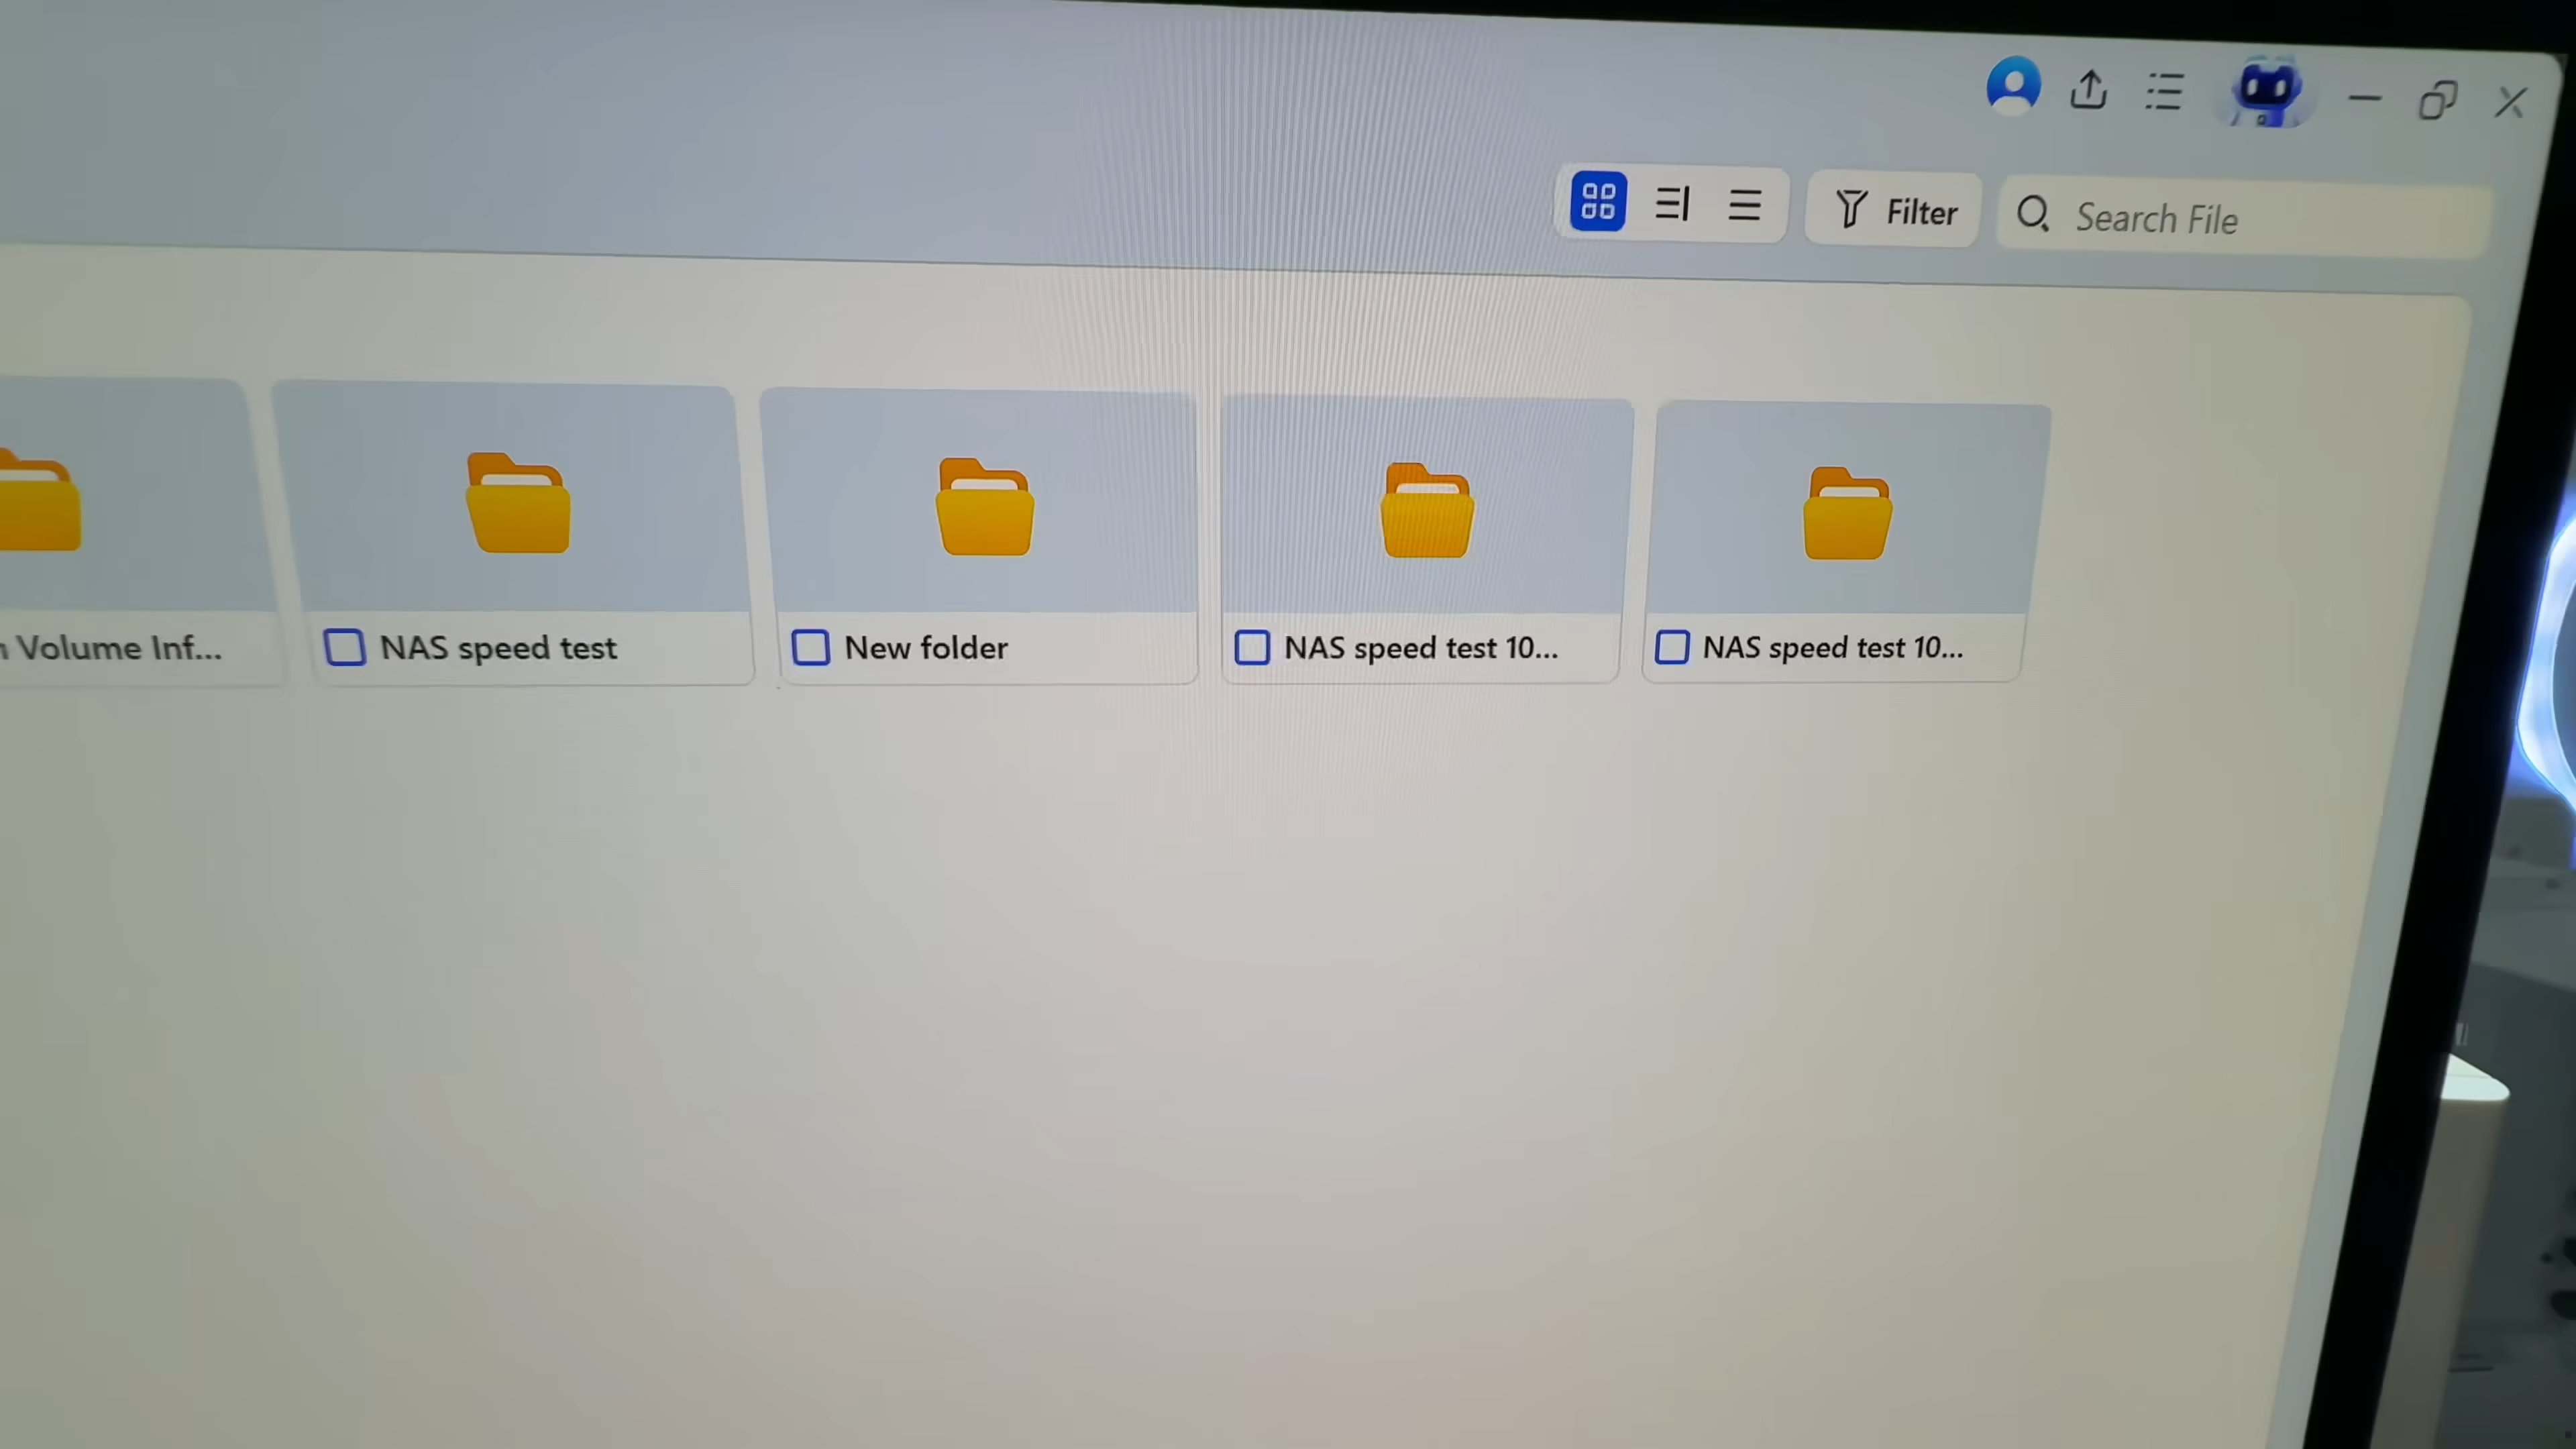 Filter
Search File
Volume Inf...
NAS speed test
New folder
NAS speed test 10...
NAS speed test 10...